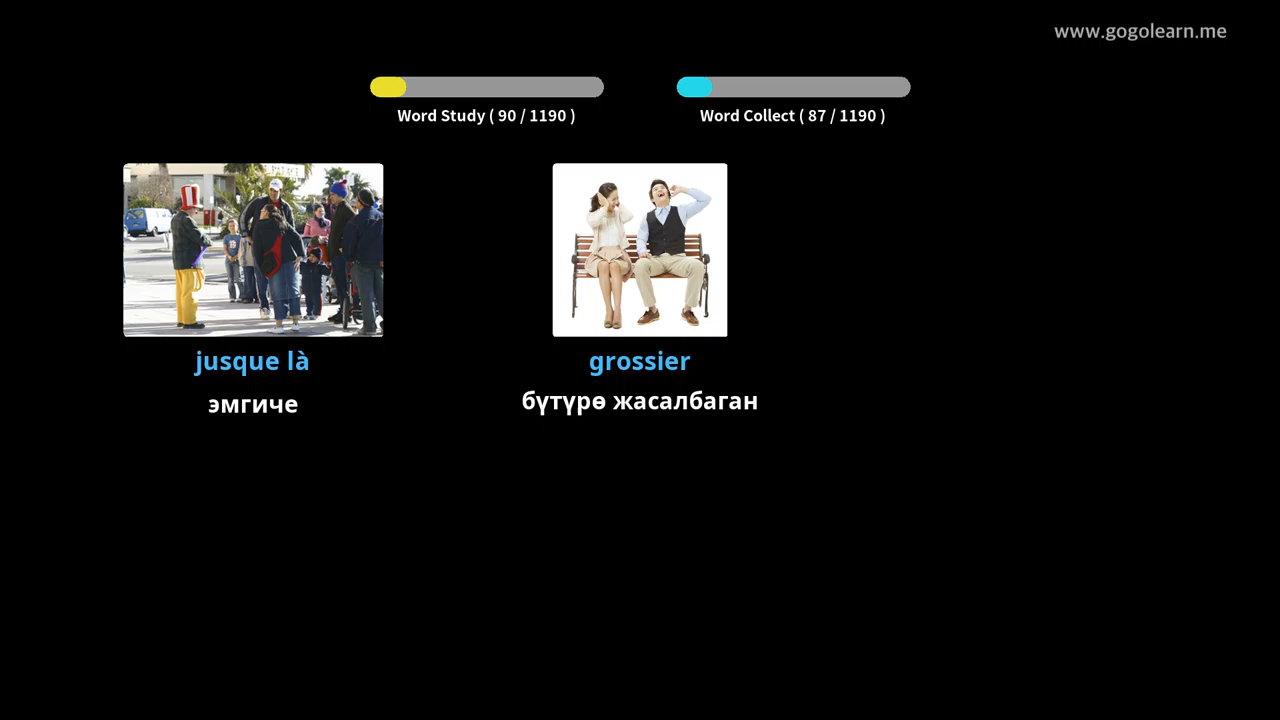 www.gogolearn.me
Word Study ( 90 / 1190 )
Word Collect ( 87 / 1190 )
jusque là
эмгиче
grossier
бүтүрө жасалбаган